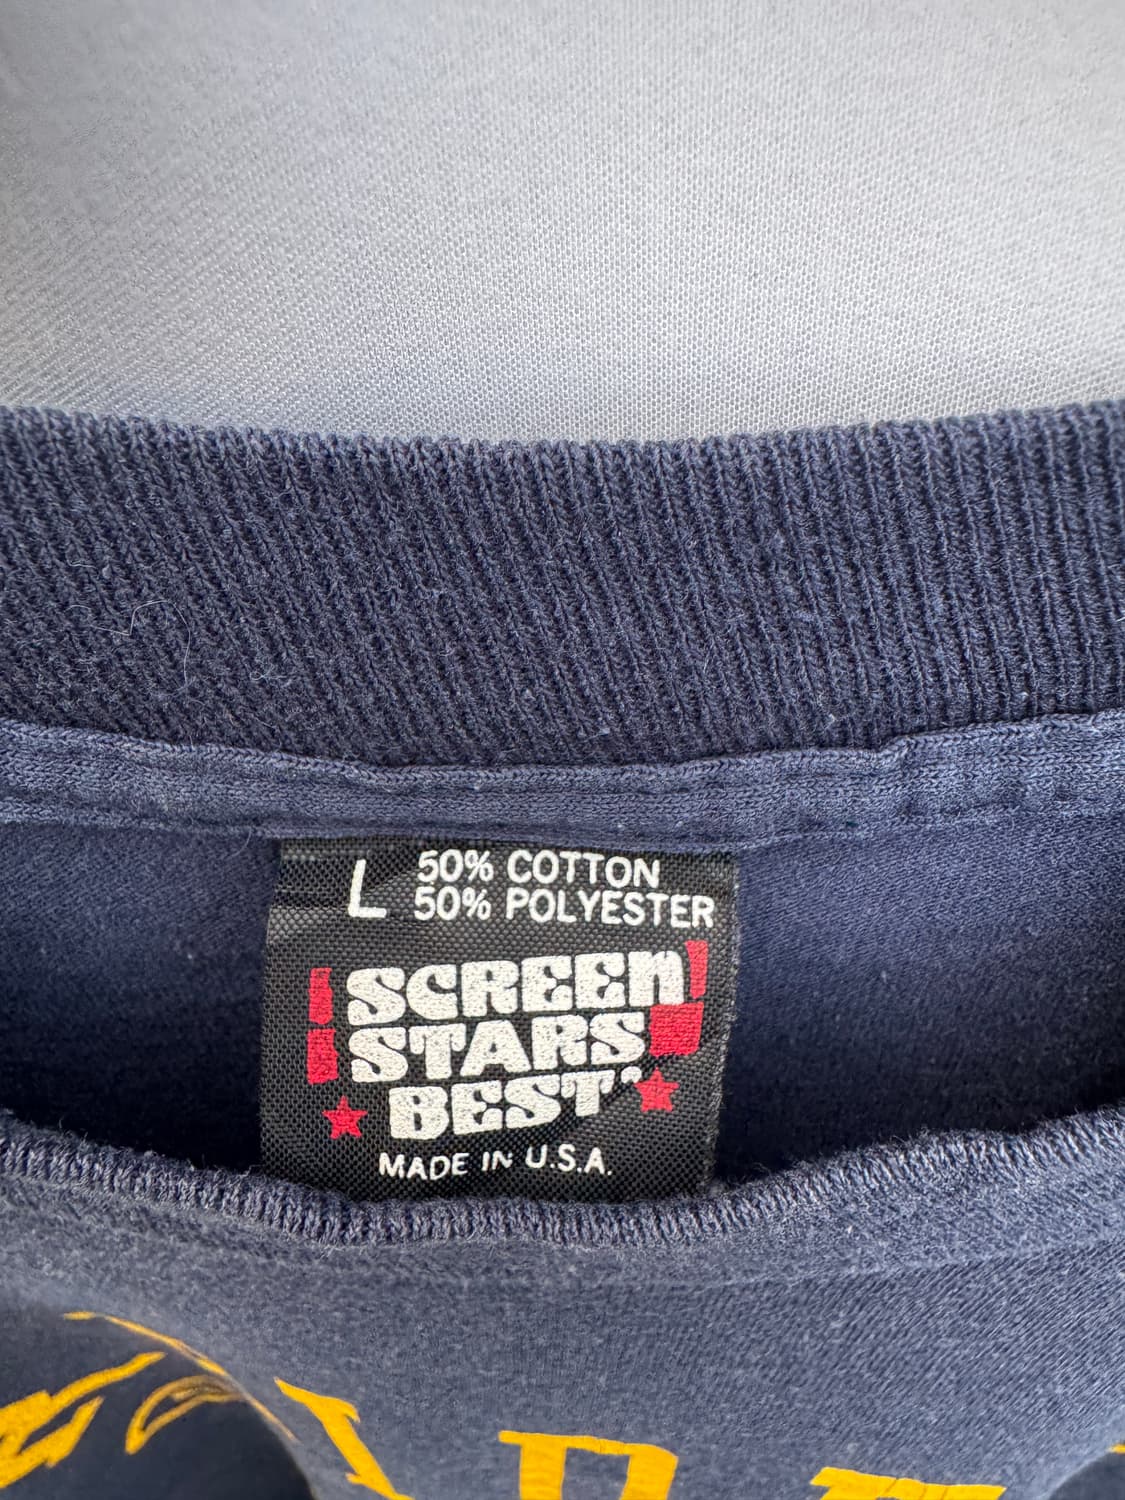 L 50% COTTON
50% POLYESTER
SCREEN
STARS
BEST
MADE IN U.S.A.